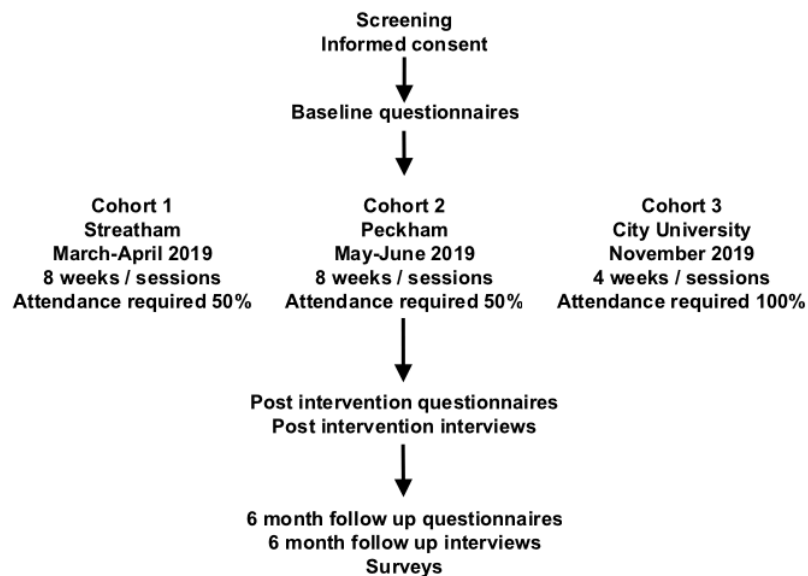 Screening
Informed consent
Baseline questionnaires
Cohort 1
Streatham
March-April 2019
8 weeks / sessions
Attendance required 50%
Cohort 2
Peckham
May-June 2019
8 weeks / sessions
Attendance required 50%
Cohort 3
City University
November 2019
4 weeks / sessions
Attendance required 100%
Post intervention questionnaires
Post intervention interviews
6 month follow up questionnaires
6 month follow up interviews
Surveys